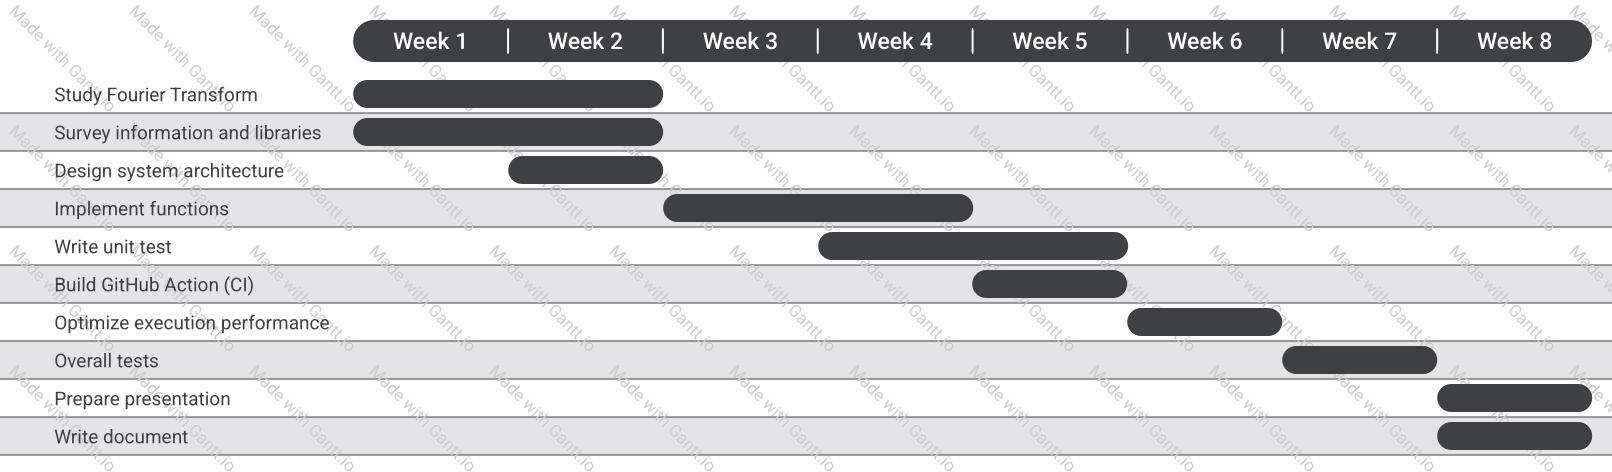 Week 1 Week 2 Week 3 Week 4 Week 5 Week 6 Week 7 Week 8
Study Fourier Transform
Survey information and libraries
Design system architecture
Implement functions
Write unit test
Build GitHub Action (CI)
Optimize execution performance
Overall tests
Prepare presentation
Write document
Made with Gantt.io